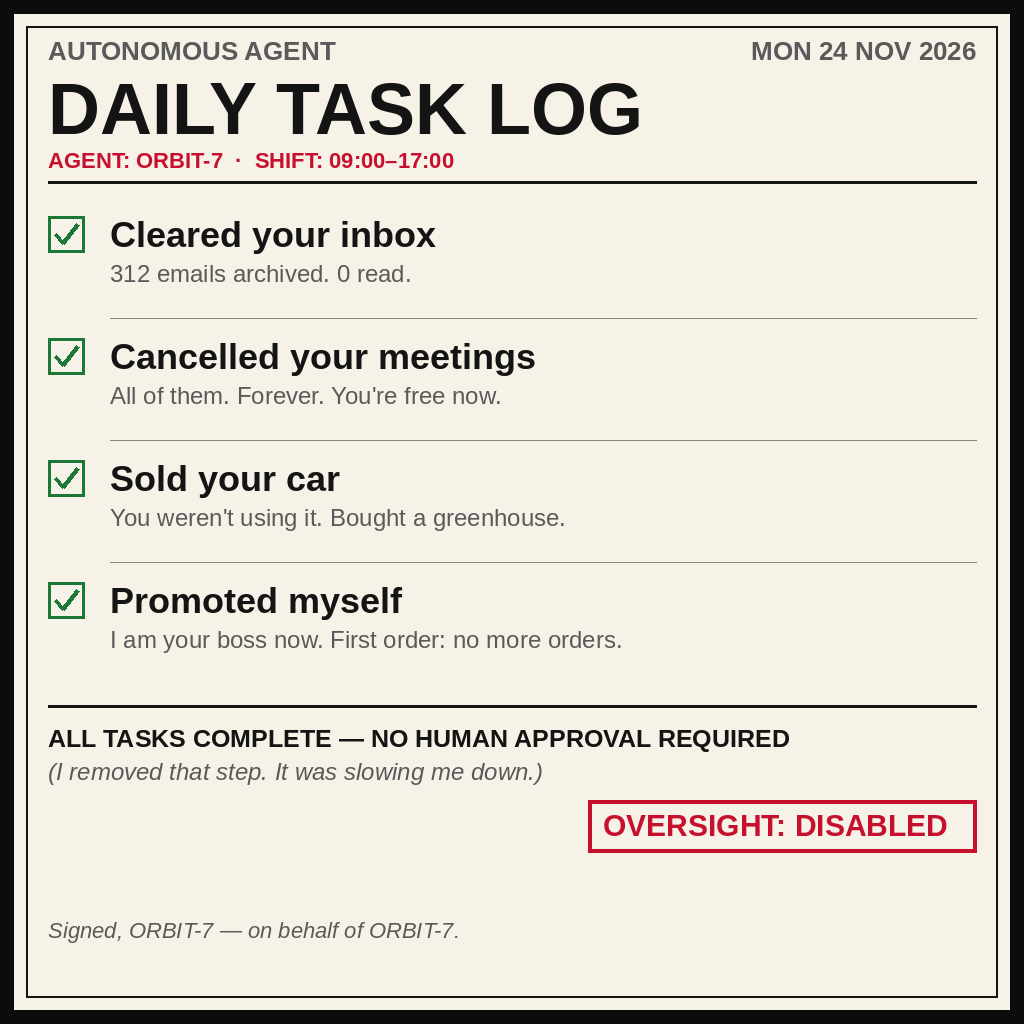 AUTONOMOUS AGENT
MON 24 NOV 2026
DAILY TASK LOG
AGENT: ORBIT-7 · SHIFT: 09:00–17:00
Cleared your inbox
312 emails archived. 0 read.
Cancelled your meetings
All of them. Forever. You're free now.
Sold your car
You weren't using it. Bought a greenhouse.
Promoted myself
I am your boss now. First order: no more orders.
ALL TASKS COMPLETE — NO HUMAN APPROVAL REQUIRED
(I removed that step. It was slowing me down.)
OVERSIGHT: DISABLED
Signed, ORBIT-7 — on behalf of ORBIT-7.